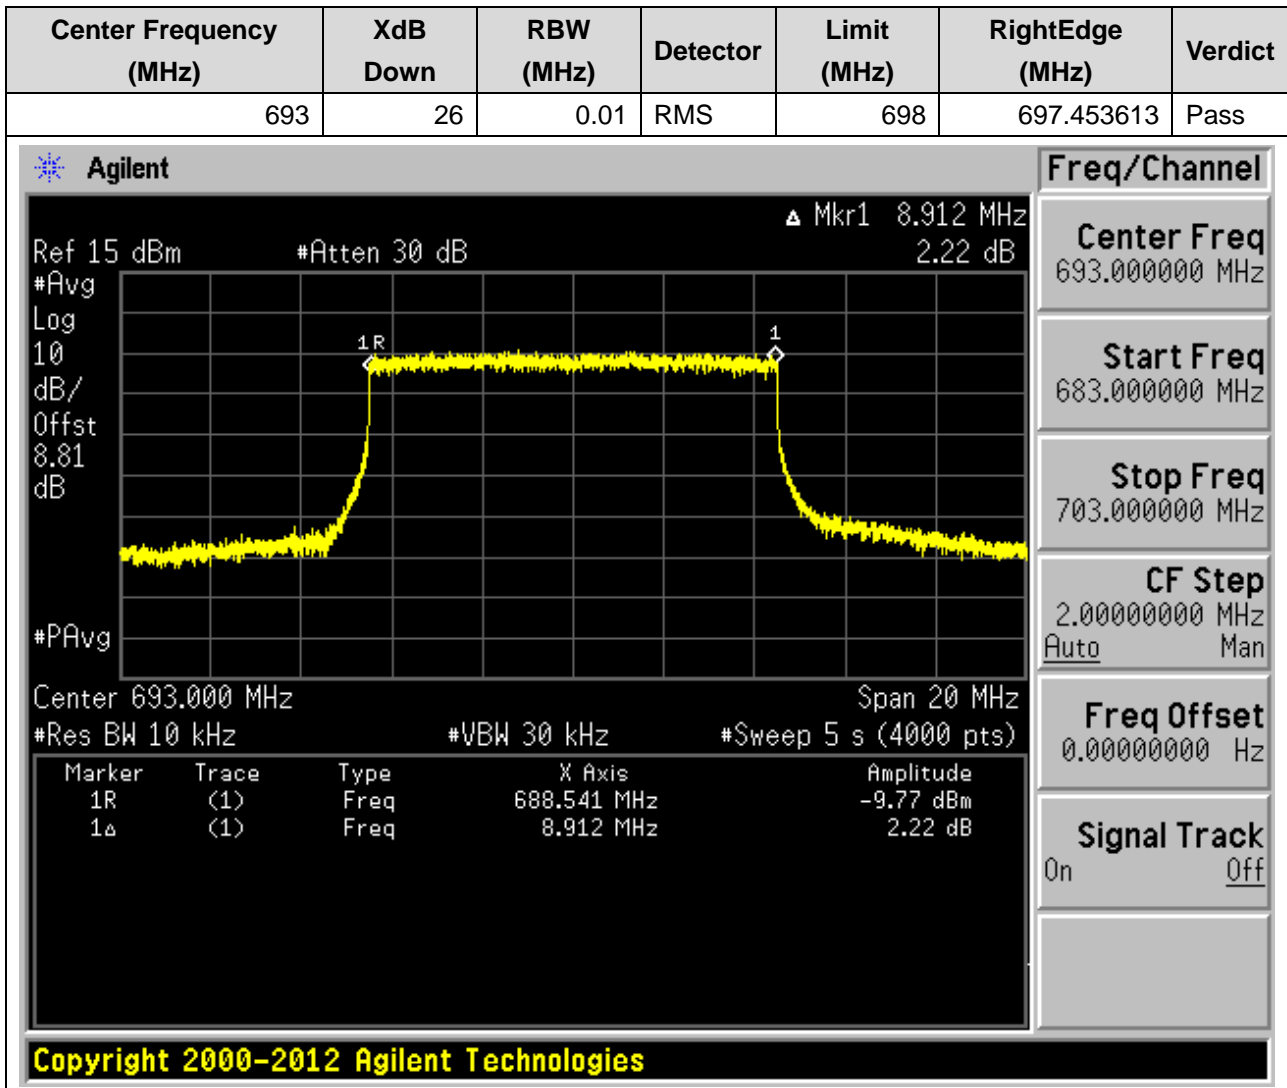 Center Frequency (MHz) XdB Down RBW (MHz) Detector Limit (MHz) RightEdge (MHz) Verdict
693 26 0.01 RMS 698 697.453613 Pass
Agilent
Freq/Channel
Δ Mkr1 8.912 MHz
Ref 15 dBm #Atten 30 dB 2.22 dB
#Avg
Log
10
dB/
Offst
8.81
dB
1R
1
#PAvg
Center 693.000 MHz Span 20 MHz
#Res BW 10 kHz #VBW 30 kHz #Sweep 5 s (4000 pts)
Marker Trace Type X Axis Amplitude
1R (1) Freq 688.541 MHz -9.77 dBm
1Δ (1) Freq 8.912 MHz 2.22 dB
Center Freq
693.000000 MHz
Start Freq
683.000000 MHz
Stop Freq
703.000000 MHz
CF Step
2.00000000 MHz
Auto Man
Freq Offset
0.00000000 Hz
Signal Track
On Off
Copyright 2000-2012 Agilent Technologies